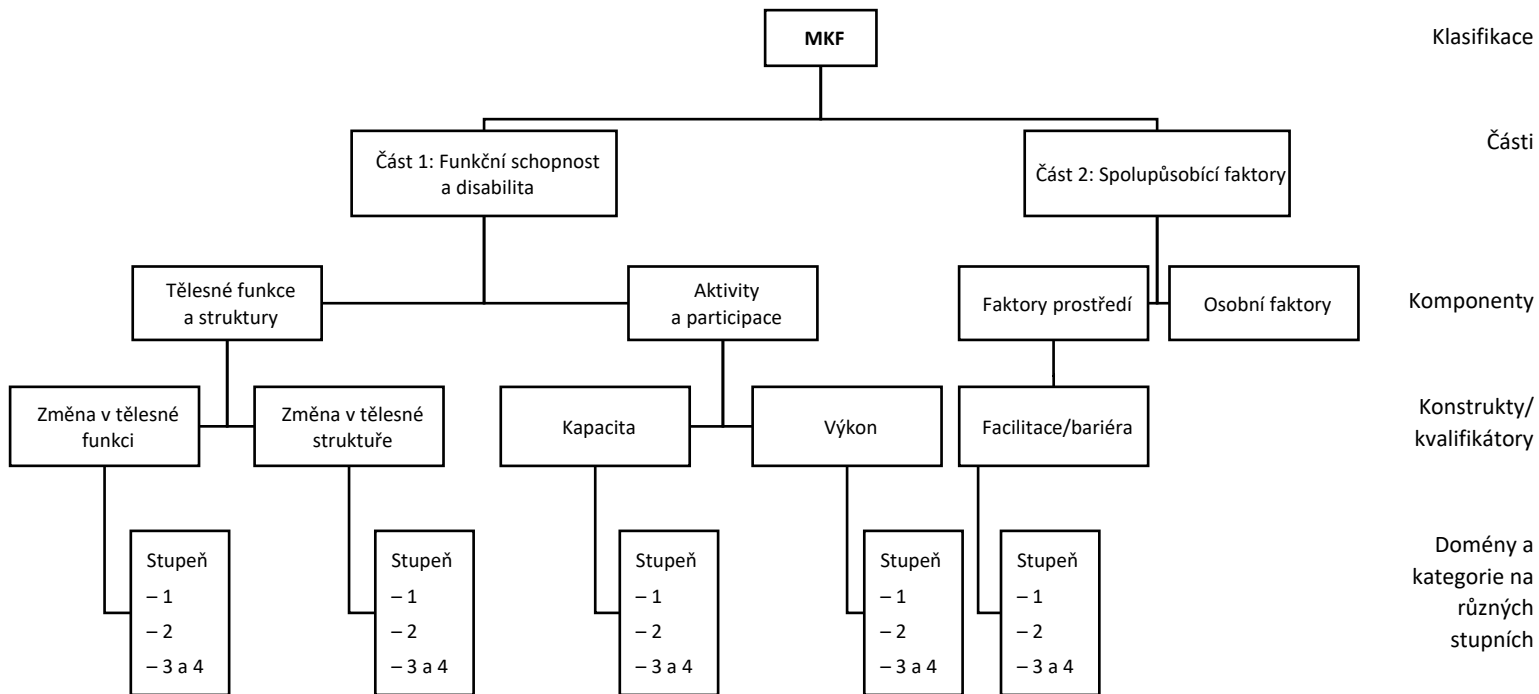 MKF
Klasifikace
Část 1: Funkční schopnost
a disabilita
Část 2: Spolupůsobící faktory
Části
Tělesné funkce
a struktury
Aktivity
a participace
Faktory prostředí
Osobní faktory
Komponenty
Změna v tělesné
funkci
Změna v tělesné
struktuře
Kapacita
Výkon
Facilitace/bariéra
Konstrukty/
kvalifikátory
Stupeň
– 1
– 2
– 3 a 4
Stupeň
– 1
– 2
– 3 a 4
Stupeň
– 1
– 2
– 3 a 4
Stupeň
– 1
– 2
– 3 a 4
Stupeň
– 1
– 2
– 3 a 4
Domény a
kategorie na
různých
stupních